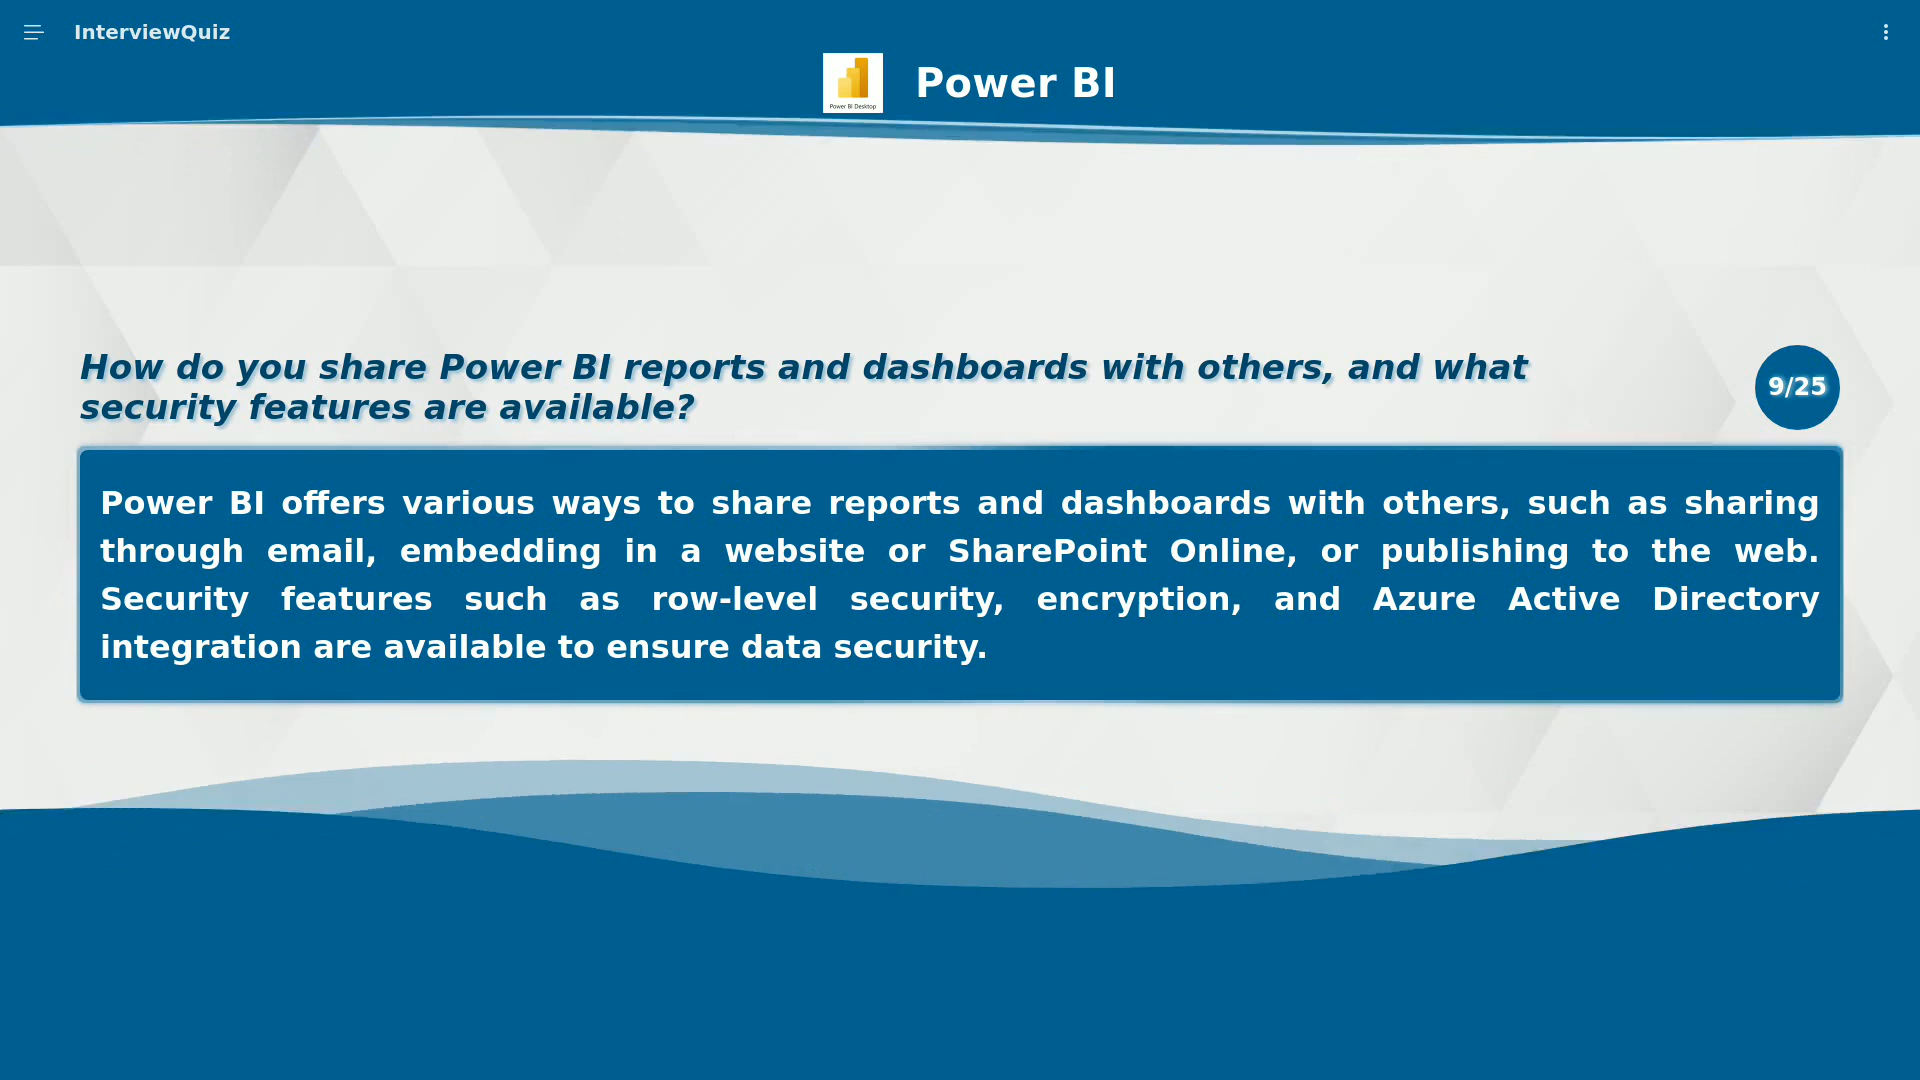 InterviewQuiz
Power BI Desktop
Power BI
How do you share Power BI reports and dashboards with others, and what
security features are available?
9/25
Power BI offers various ways to share reports and dashboards with others, such as sharing
through email, embedding in a website or SharePoint Online, or publishing to the web.
Security features such as row-level security, encryption, and Azure Active Directory
integration are available to ensure data security.